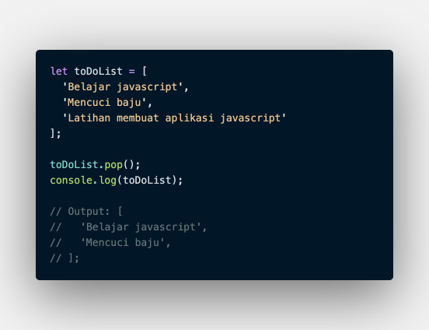 let toDoList = [
  'Belajar javascript',
  'Mencuci baju',
  'Latihan membuat aplikasi javascript'
];

toDoList.pop();
console.log(toDoList);

// Output: [
//   'Belajar javascript',
//   'Mencuci baju',
// ];